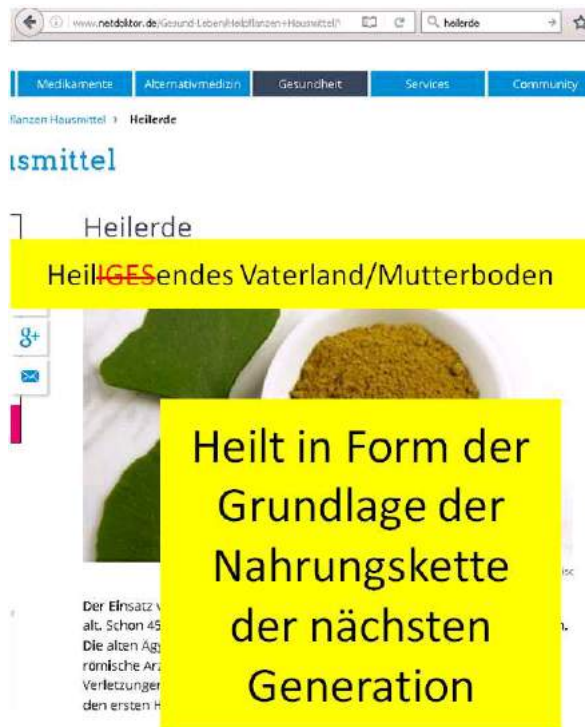 www.netdoktor.de/Gesund-Leben/Heilpflanzen+Hausmittel/
heilerde
Medikamente Alternativmedizin Gesundheit Services Community
flanzen Hausmittel › Heilerde
usmittel
Heilerde
HeilIGESendes Vaterland/Mutterboden
g+
Heilt in Form der
Grundlage der
Nahrungskette
der nächsten
Generation
Der Einsatz v
alt. Schon 45
Die alten Ägy
römische Arz
Verletzungen
den ersten H